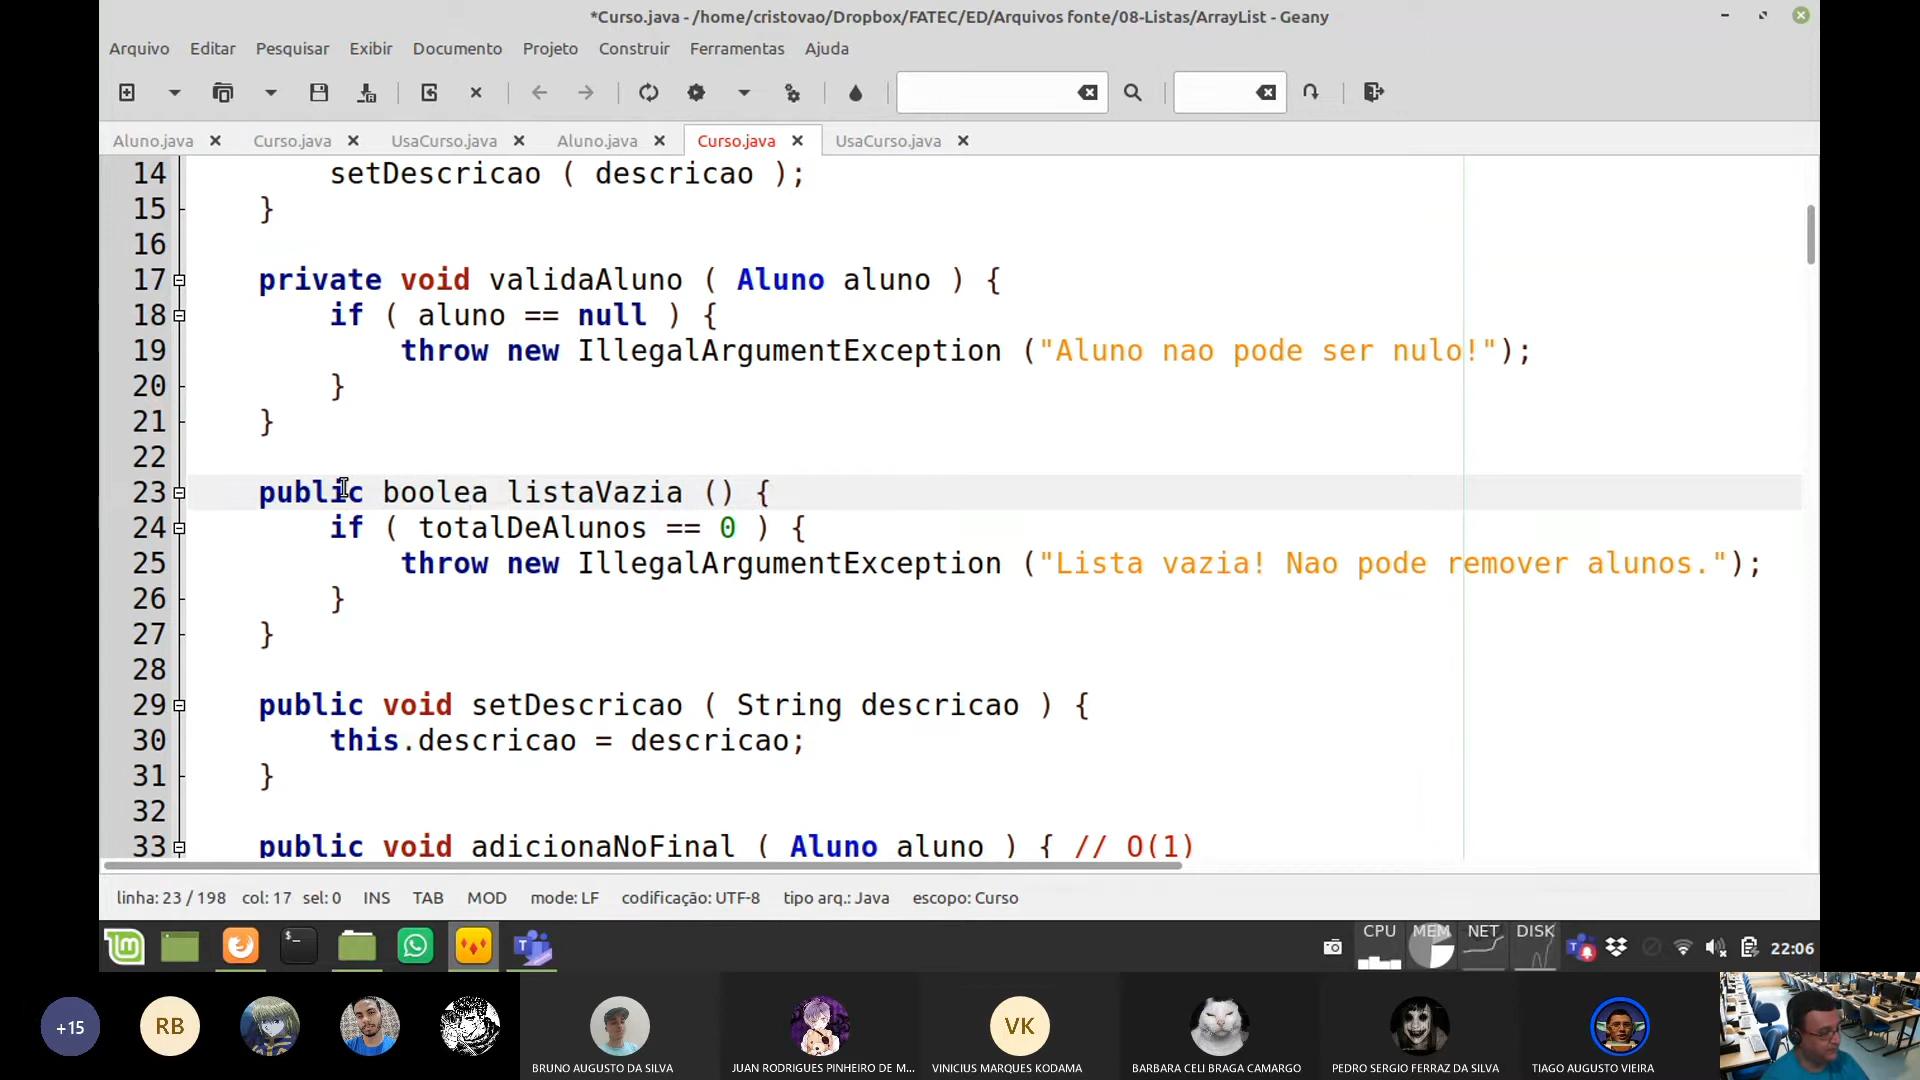 *Curso.java - /home/cristovao/Dropbox/FATEC/ED/Arquivos fonte/08-Listas/ArrayList - Geany
Arquivo Editar Pesquisar Exibir Documento Projeto Construir Ferramentas Ajuda
Aluno.java Curso.java UsaCurso.java Aluno.java Curso.java UsaCurso.java
14 setDescricao ( descricao );
15 }
16
17 private void validaAluno ( Aluno aluno ) {
18 if ( aluno == null ) {
19 throw new IllegalArgumentException ("Aluno nao pode ser nulo!");
20 }
21 }
22
23 public boolea listaVazia () {
24 if ( totalDeAlunos == 0 ) {
25 throw new IllegalArgumentException ("Lista vazia! Nao pode remover alunos.");
26 }
27 }
28
29 public void setDescricao ( String descricao ) {
30 this.descricao = descricao;
31 }
32
33 public void adicionaNoFinal ( Aluno aluno ) { // O(1)
linha: 23 / 198 col: 17 sel: 0 INS TAB MOD mode: LF codificação: UTF-8 tipo arq.: Java escopo: Curso
CPU MEM NET DISK 22:06
+15 RB VK
BRUNO AUGUSTO DA SILVA JUAN RODRIGUES PINHEIRO DE M... VINICIUS MARQUES KODAMA BARBARA CELI BRAGA CAMARGO PEDRO SERGIO FERRAZ DA SILVA TIAGO AUGUSTO VIEIRA